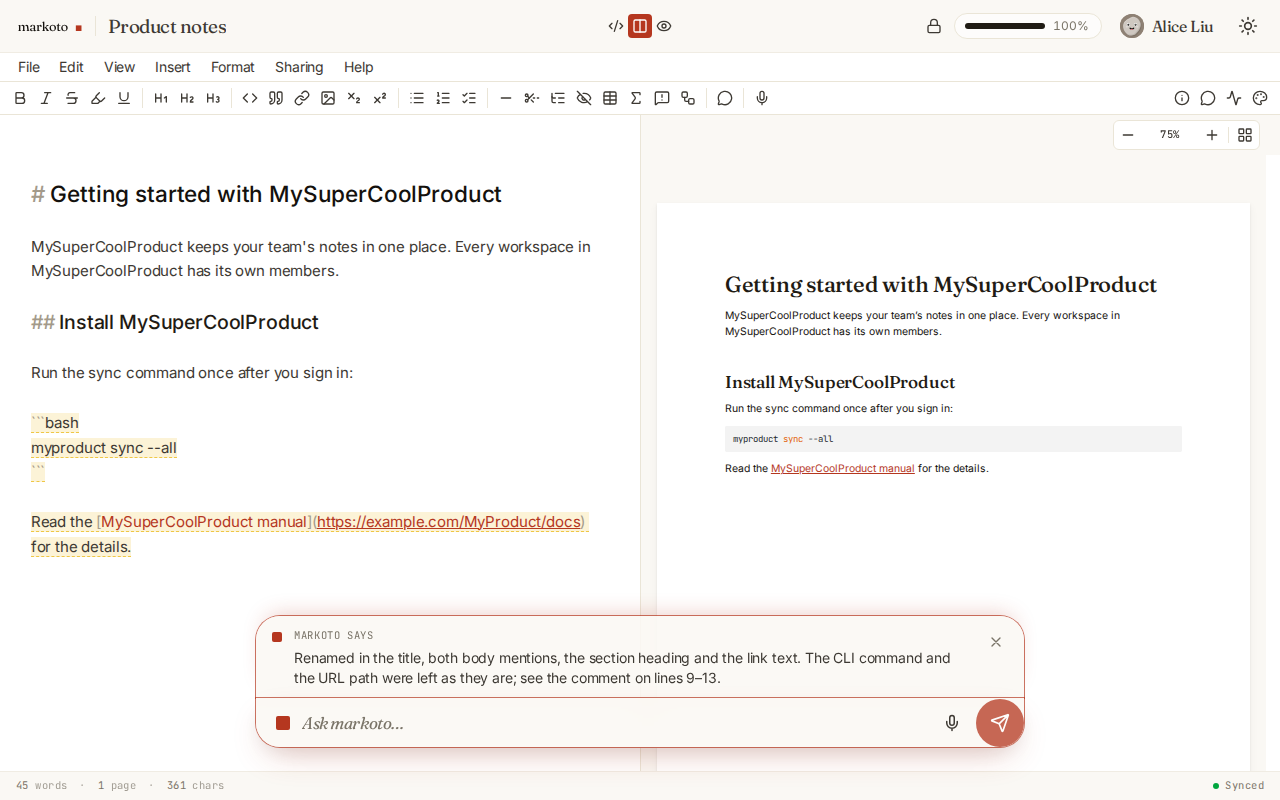 markoto
Product notes
100%
Alice Liu
File Edit View Insert Format Sharing Help
H1 H2 H3 x2 x2
75%
# Getting started with MySuperCoolProduct
MySuperCoolProduct keeps your team's notes in one place. Every workspace in
MySuperCoolProduct has its own members.
## Install MySuperCoolProduct
Run the sync command once after you sign in:
```bash
myproduct sync --all
```
Read the [MySuperCoolProduct manual](https://example.com/MyProduct/docs)
for the details.
Getting started with MySuperCoolProduct
MySuperCoolProduct keeps your team’s notes in one place. Every workspace in
MySuperCoolProduct has its own members.
Install MySuperCoolProduct
Run the sync command once after you sign in:
myproduct sync --all
Read the MySuperCoolProduct manual for the details.
MARKOTO SAYS
Renamed in the title, both body mentions, the section heading and the link text. The CLI command and
the URL path were left as they are; see the comment on lines 9–13.
Ask markoto...
45 words · 1 page · 361 chars
Synced